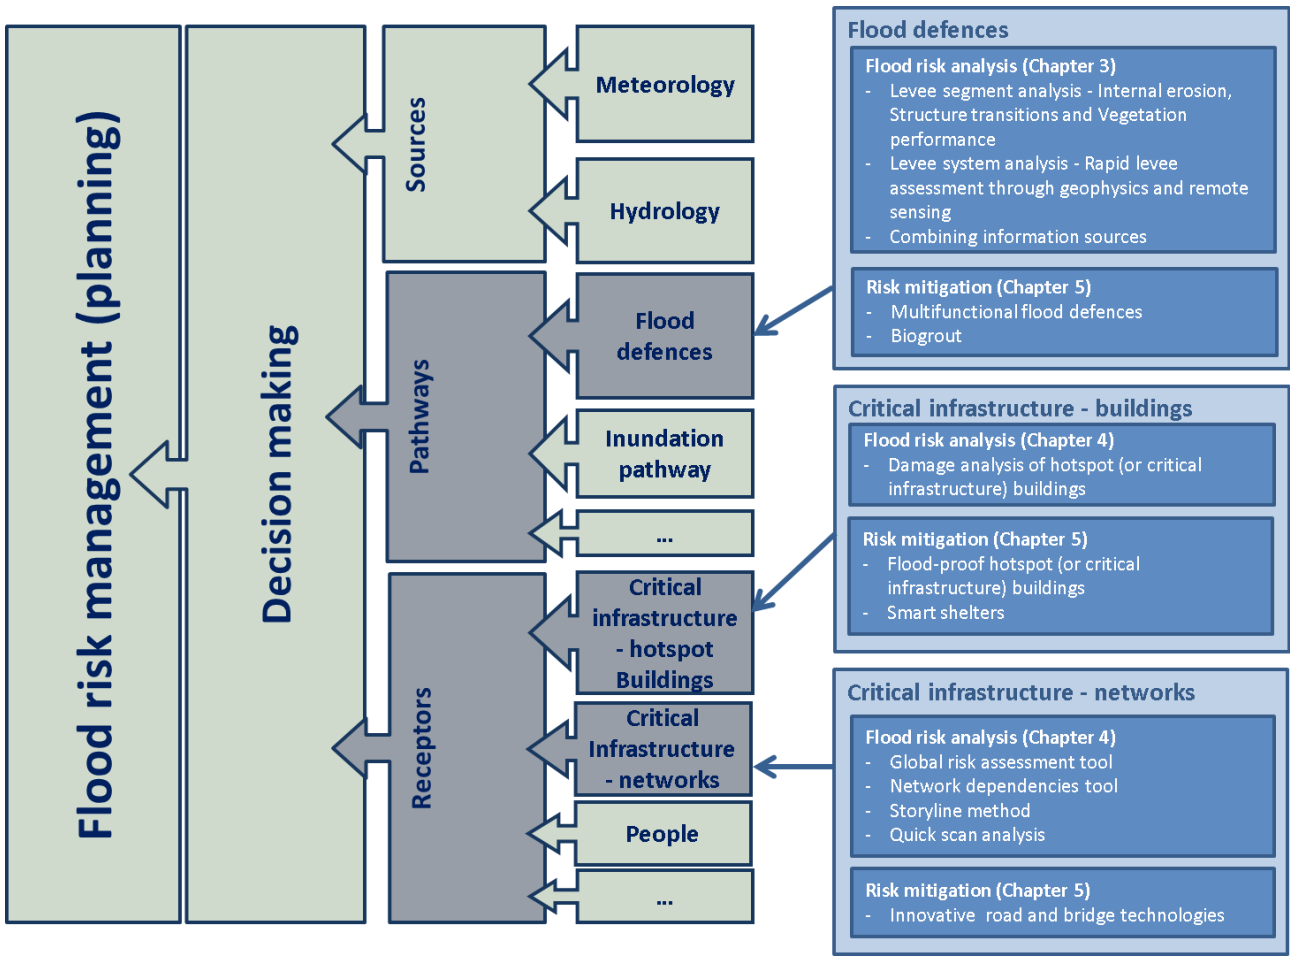 Flood risk management (planning)
Decision making
Sources
Meteorology
Hydrology
Pathways
Flood
defences
Inundation
pathway
...
Receptors
Critical
infrastructure
- hotspot
Buildings
Critical
Infrastructure
- networks
People
...
Flood defences
Flood risk analysis (Chapter 3)
- Levee segment analysis - Internal erosion,
Structure transitions and Vegetation
performance
- Levee system analysis - Rapid levee
assessment through geophysics and remote
sensing
- Combining information sources
Risk mitigation (Chapter 5)
- Multifunctional flood defences
- Biogrout
Critical infrastructure - buildings
Flood risk analysis (Chapter 4)
- Damage analysis of hotspot (or critical
infrastructure) buildings
Risk mitigation (Chapter 5)
- Flood-proof hotspot (or critical
infrastructure) buildings
- Smart shelters
Critical infrastructure - networks
Flood risk analysis (Chapter 4)
- Global risk assessment tool
- Network dependencies tool
- Storyline method
- Quick scan analysis
Risk mitigation (Chapter 5)
- Innovative road and bridge technologies